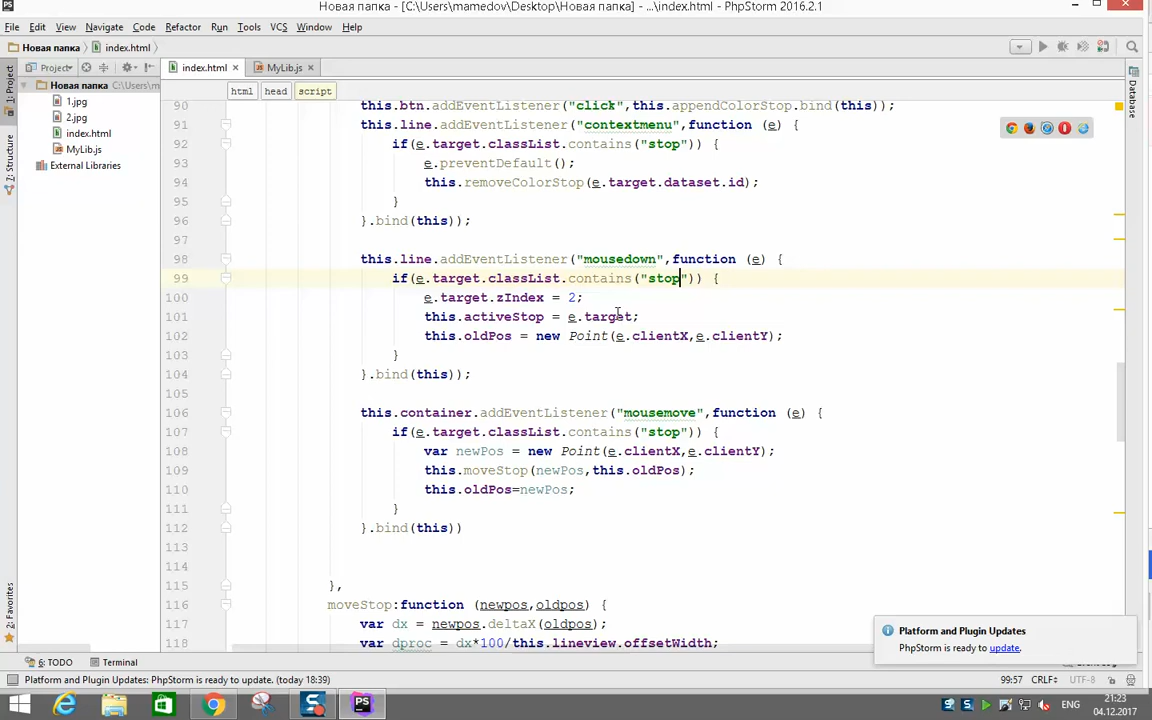 Новая папка - [C:\Users\mamedov\Desktop\Новая папка] - ...\index.html - PhpStorm 2016.2.1
File Edit View Navigate Code Refactor Run Tools VCS Window Help
Новая папка index.html
Project index.html MyLib.js
html head script
1: Project
Новая папка C:\Users\m
1.jpg
2.jpg
index.html
MyLib.js
External Libraries
7: Structure
2: Favorites
Database
90 this.btn.addEventListener("click",this.appendColorStop.bind(this));
91 this.line.addEventListener("contextmenu",function (e) {
92 if(e.target.classList.contains("stop")) {
93 e.preventDefault();
94 this.removeColorStop(e.target.dataset.id);
95 }
96 }.bind(this));
97
98 this.line.addEventListener("mousedown",function (e) {
99 if(e.target.classList.contains("stop")) {
100 e.target.zIndex = 2;
101 this.activeStop = e.target;
102 this.oldPos = new Point(e.clientX,e.clientY);
103 }
104 }.bind(this));
105
106 this.container.addEventListener("mousemove",function (e) {
107 if(e.target.classList.contains("stop")) {
108 var newPos = new Point(e.clientX,e.clientY);
109 this.moveStop(newPos,this.oldPos);
110 this.oldPos=newPos;
111 }
112 }.bind(this))
113
114
115 },
116 moveStop:function (newpos,oldpos) {
117 var dx = newpos.deltaX(oldpos);
118 var dproc = dx*100/this.lineview.offsetWidth;
Platform and Plugin Updates
PhpStorm is ready to update.
6: TODO Terminal
Platform and Plugin Updates: PhpStorm is ready to update. (today 18:39) 99:57 CRLF UTF-8
ENG 21:23
04.12.2017